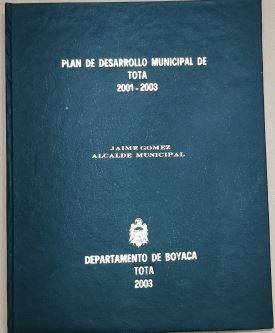 PLAN DE DESARROLLO MUNICIPAL DE
TOTA
2001 - 2003
JAIME GOMEZ
ALCALDE MUNICIPAL
DEPARTAMENTO DE BOYACA
TOTA
2003